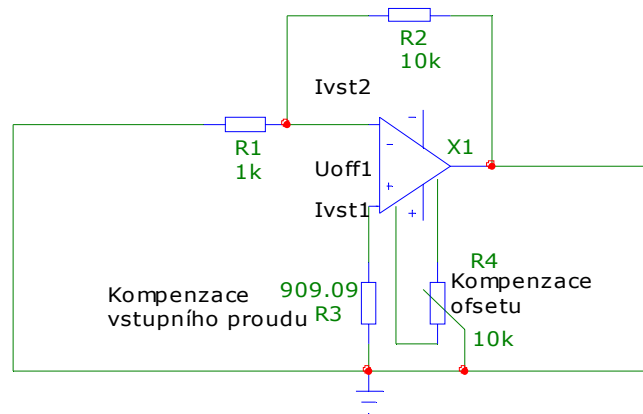 R2
10k
Ivst2
R1
1k
X1
Uoff1
Ivst1
R4
Kompenzace
ofsetu
10k
909.09
R3
Kompenzace
vstupního proudu